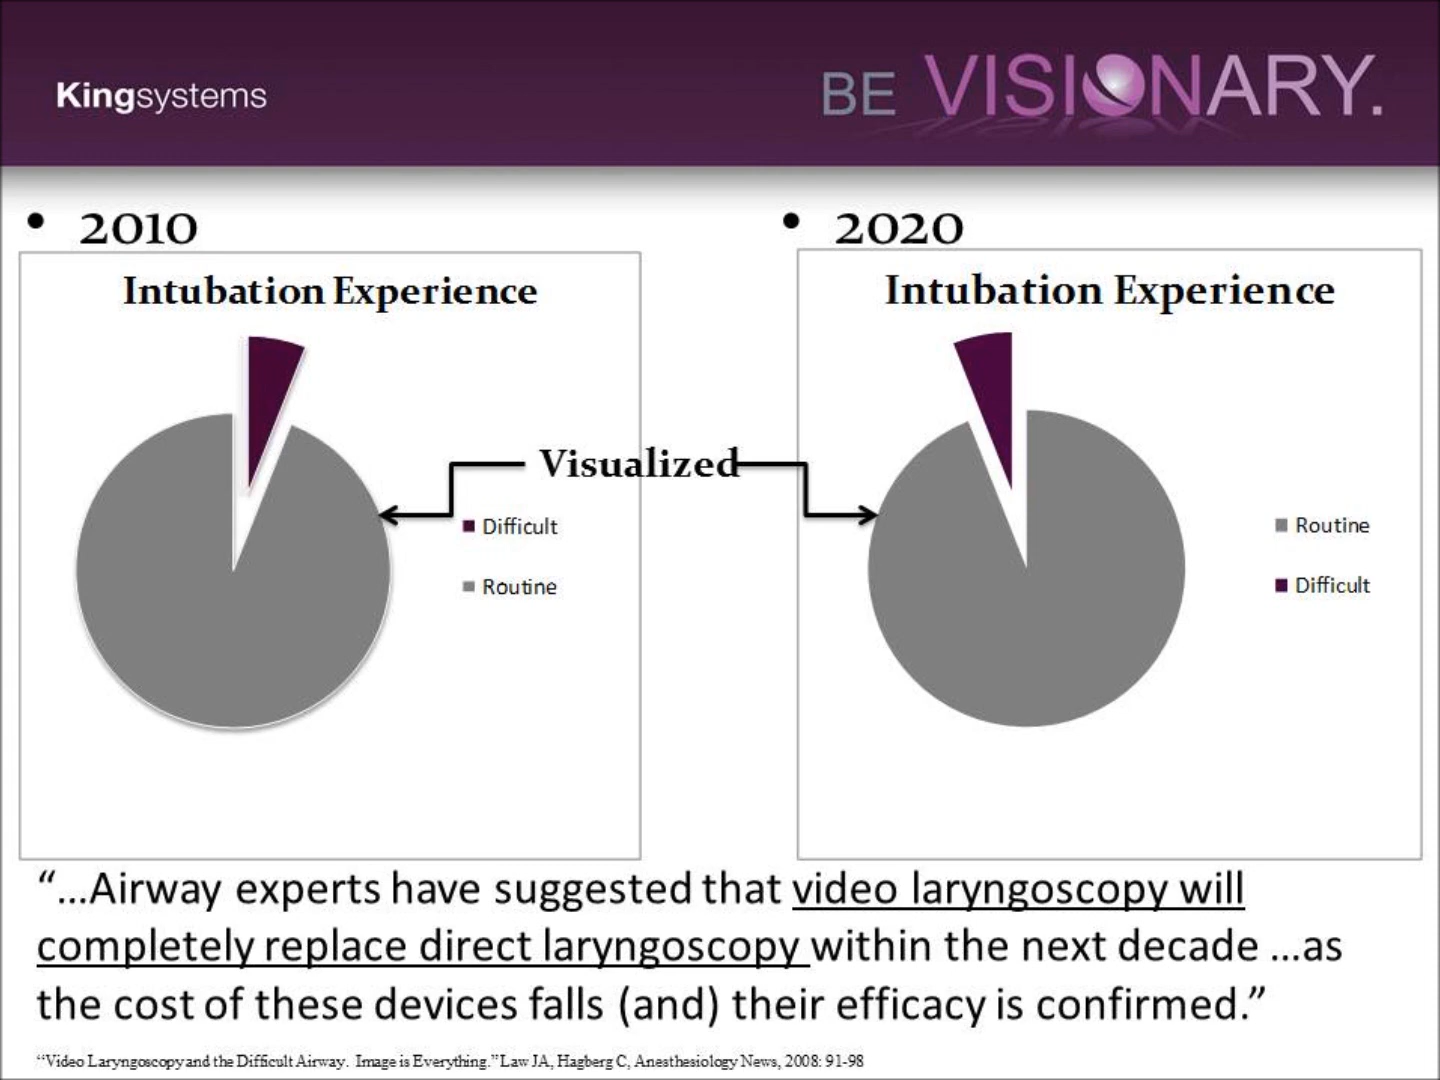 Kingsystems
BE VISIONARY.
• 2010
• 2020
Intubation Experience
Intubation Experience
Visualized
Difficult
Routine
Routine
Difficult
“…Airway experts have suggested that video laryngoscopy will
completely replace direct laryngoscopy within the next decade …as
the cost of these devices falls (and) their efficacy is confirmed.”
“Video Laryngoscopy and the Difficult Airway. Image is Everything.” Law JA, Hagberg C, Anesthesiology News, 2008: 91-98